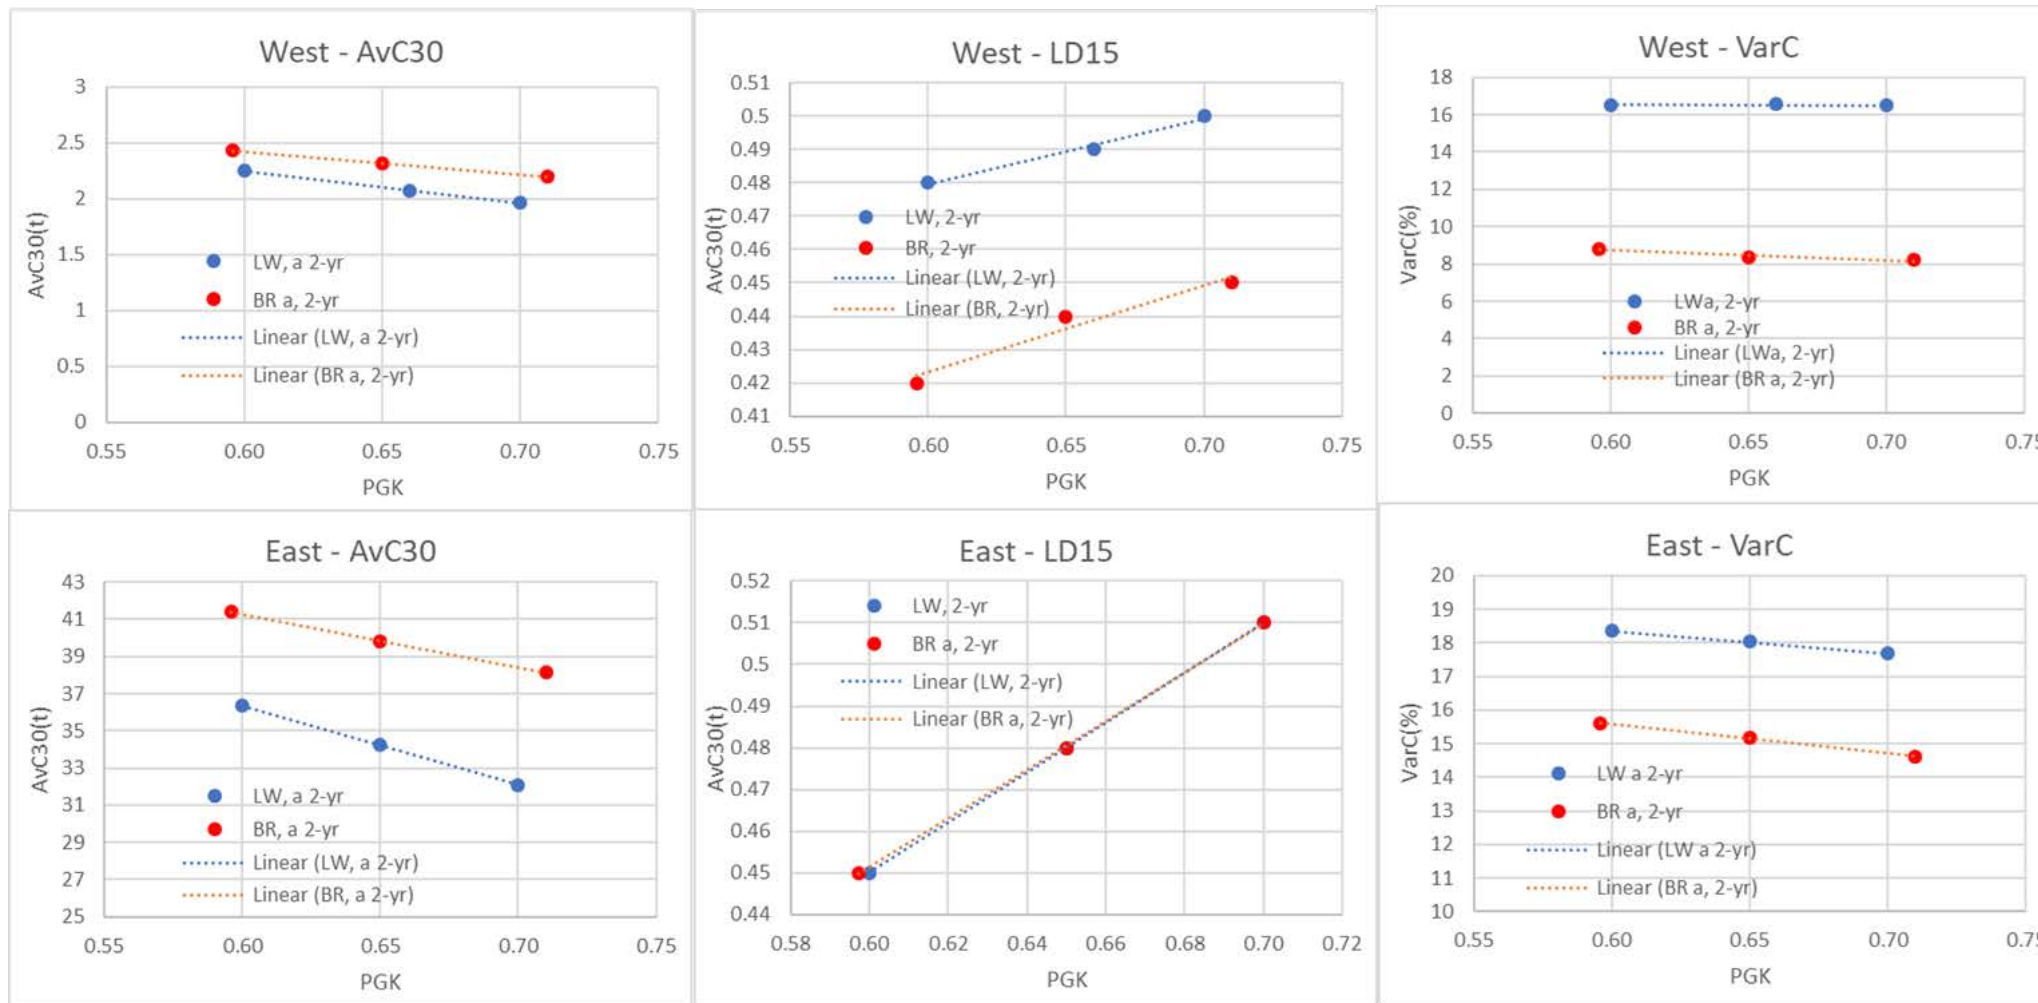 West - AvC30
3
2.5
2
1.5
1
0.5
0
AvC30(t)
LW, a 2-yr
BR a, 2-yr
Linear (LW, a 2-yr)
Linear (BR a, 2-yr)
0.55 0.60 0.65 0.70 0.75
PGK
West - LD15
0.51
0.5
0.49
0.48
0.47
0.46
0.45
0.44
0.43
0.42
0.41
AvC30(t)
LW, 2-yr
BR, 2-yr
Linear (LW, 2-yr)
Linear (BR, 2-yr)
0.55 0.60 0.65 0.70 0.75
PGK
West - VarC
18
16
14
12
10
8
6
4
2
0
VarC(%)
LWa, 2-yr
BR a, 2-yr
Linear (LWa, 2-yr)
Linear (BR a, 2-yr)
0.55 0.60 0.65 0.70 0.75
PGK
East - AvC30
43
41
39
37
35
33
31
29
27
25
AvC30(t)
LW, a 2-yr
BR, a 2-yr
Linear (LW, a 2-yr)
Linear (BR, a 2-yr)
0.55 0.60 0.65 0.70 0.75
PGK
East - LD15
0.52
0.51
0.5
0.49
0.48
0.47
0.46
0.45
0.44
AvC30(t)
LW, 2-yr
BR a, 2-yr
Linear (LW, 2-yr)
Linear (BR a, 2-yr)
0.58 0.60 0.62 0.64 0.66 0.68 0.70 0.72
PGK
East - VarC
20
19
18
17
16
15
14
13
12
11
10
VarC(%)
LW a 2-yr
BR a, 2-yr
Linear (LW a 2-yr)
Linear (BR a, 2-yr)
0.55 0.60 0.65 0.70 0.75
PGK